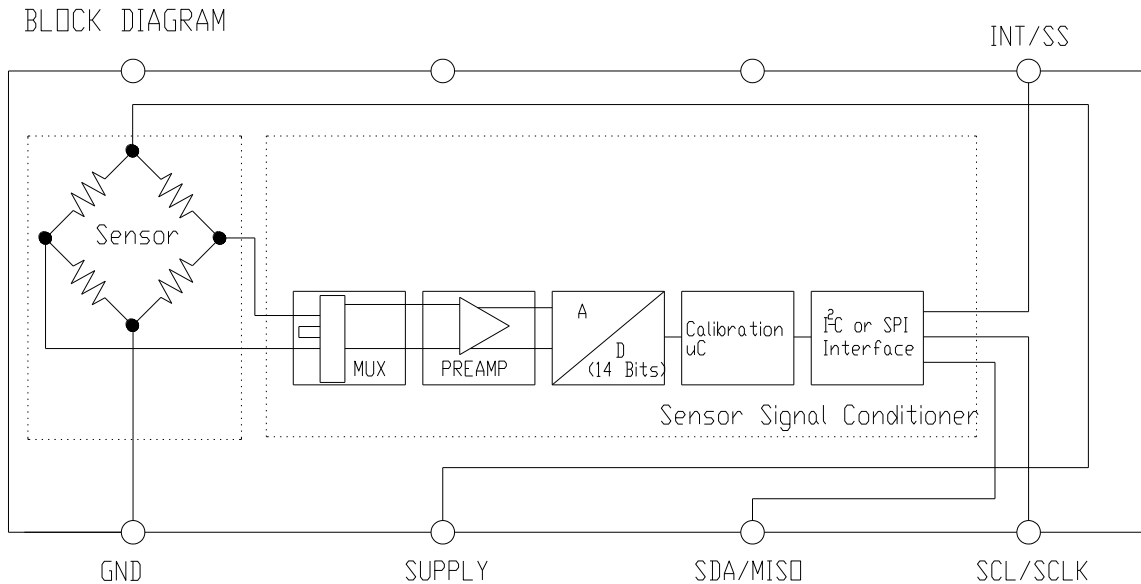 BLOCK DIAGRAM
INT/SS
Sensor
A
D
(14 Bits)
MUX
PREAMP
Calibration
uC
I²C or SPI
Interface
Sensor Signal Conditioner
GND
SUPPLY
SDA/MISO
SCL/SCLK